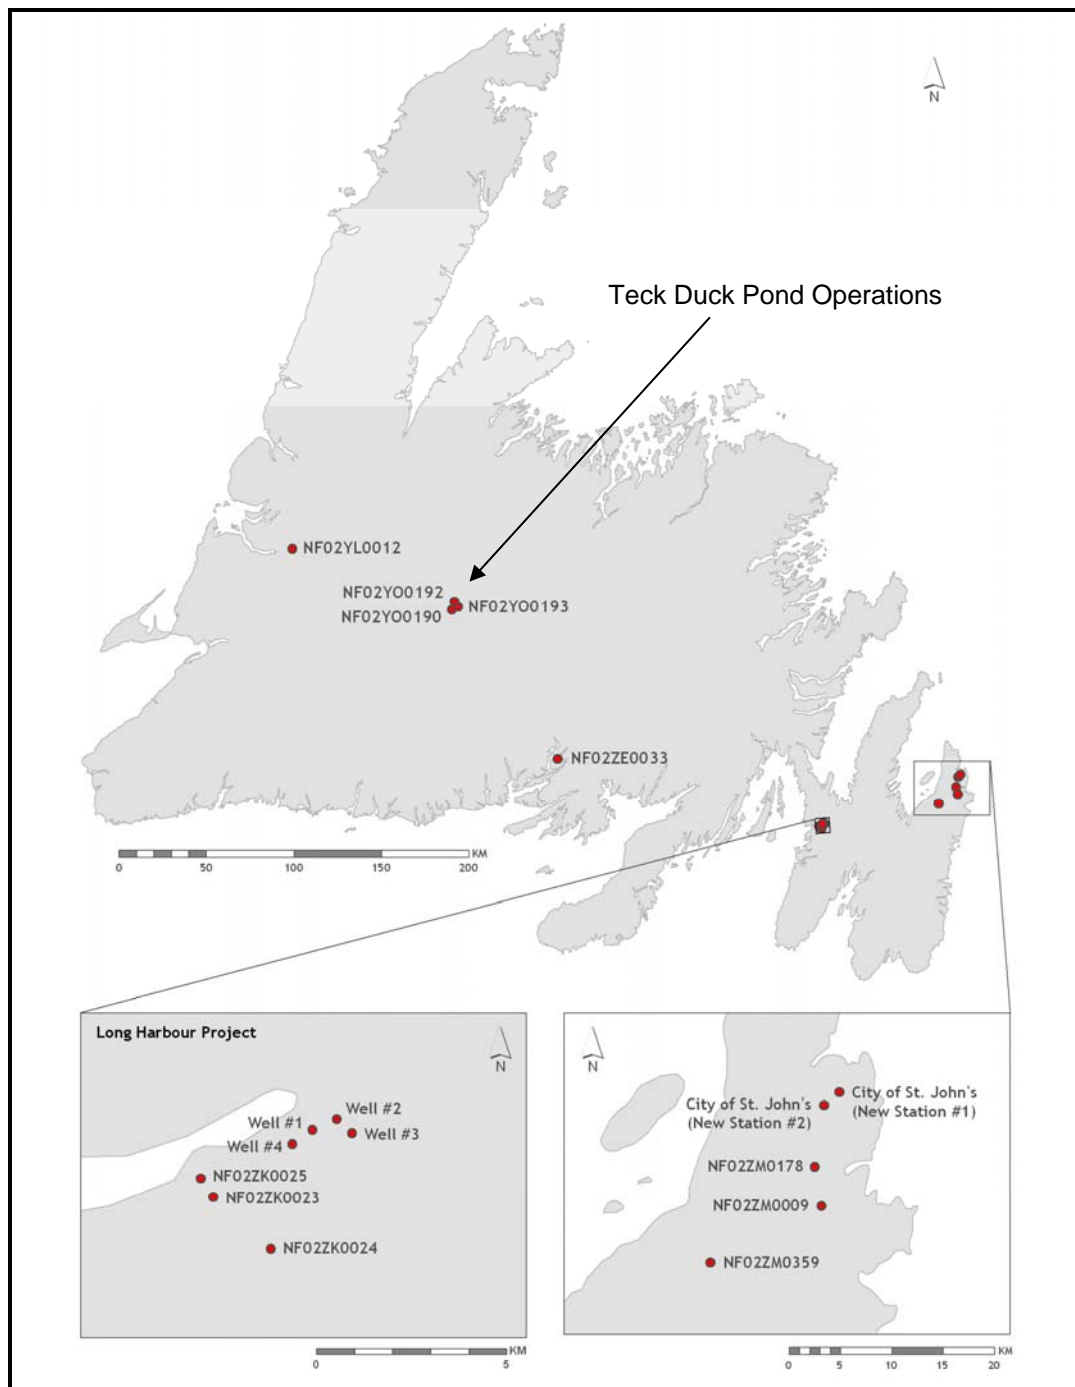 N
Teck Duck Pond Operations
NF02YL0012
NF02YO0192
NF02YO0193
NF02YO0190
NF02ZE0033
KM
0 50 100 150 200
Long Harbour Project
N
Well #2
Well #1
Well #3
Well #4
NF02ZK0025
NF02ZK0023
NF02ZK0024
KM
0 5
N
City of St. John's
(New Station #1)
City of St. John's
(New Station #2)
NF02ZM0178
NF02ZM0009
NF02ZM0359
KM
0 5 10 15 20